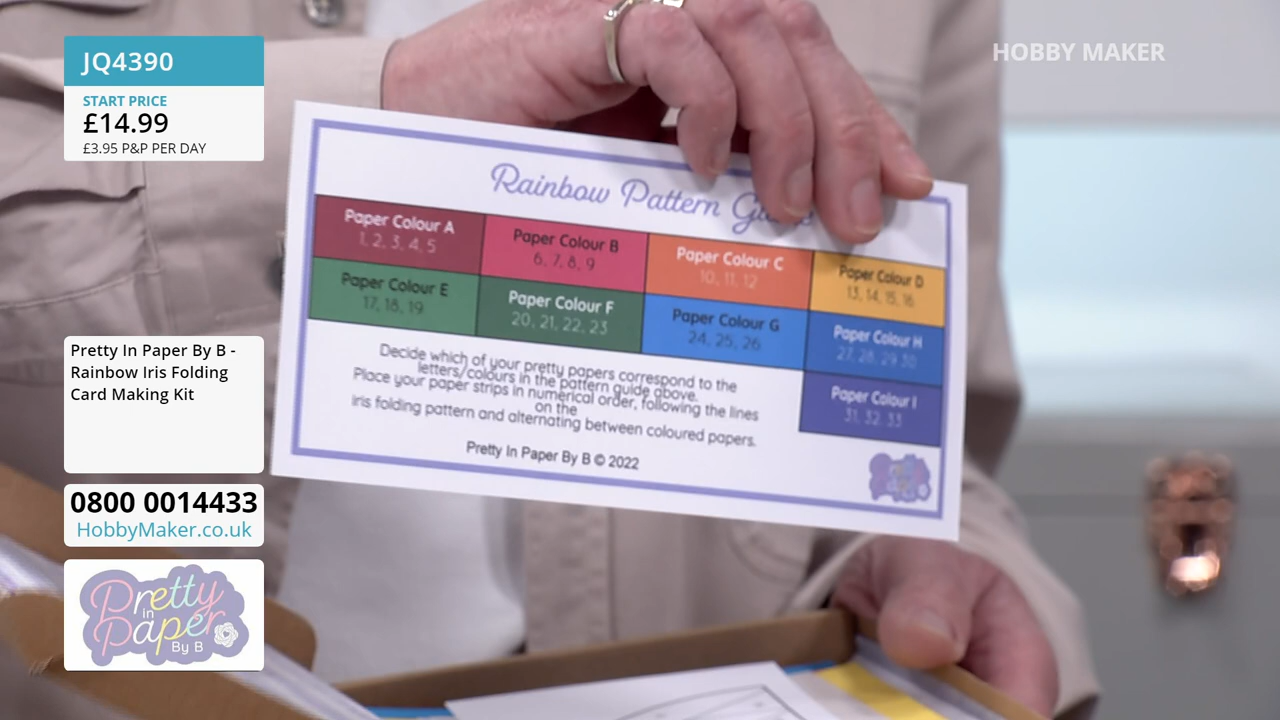 JQ4390
START PRICE
£14.99
£3.95 P&P PER DAY
HOBBY MAKER
Rainbow Pattern
Paper Colour A
1, 2, 3, 4, 5
Paper Colour B
6, 7, 8, 9
Paper Colour C
10, 11, 12
Paper Colour D
13, 14, 15, 16
Paper Colour E
17, 18, 19
Paper Colour F
20, 21, 22, 23
Paper Colour G
24, 25, 26
Paper Colour H
27, 28, 29 30
Paper Colour I
31, 32, 33
Decide which of your pretty papers correspond to the
letters/colours in the pattern guide above.
Place your paper strips in numerical order, following the lines
on the
iris folding pattern and alternating between coloured papers.
Pretty In Paper By B © 2022
Pretty In Paper By B -
Rainbow Iris Folding
Card Making Kit
0800 0014433
HobbyMaker.co.uk
Pretty
in
Paper
By B